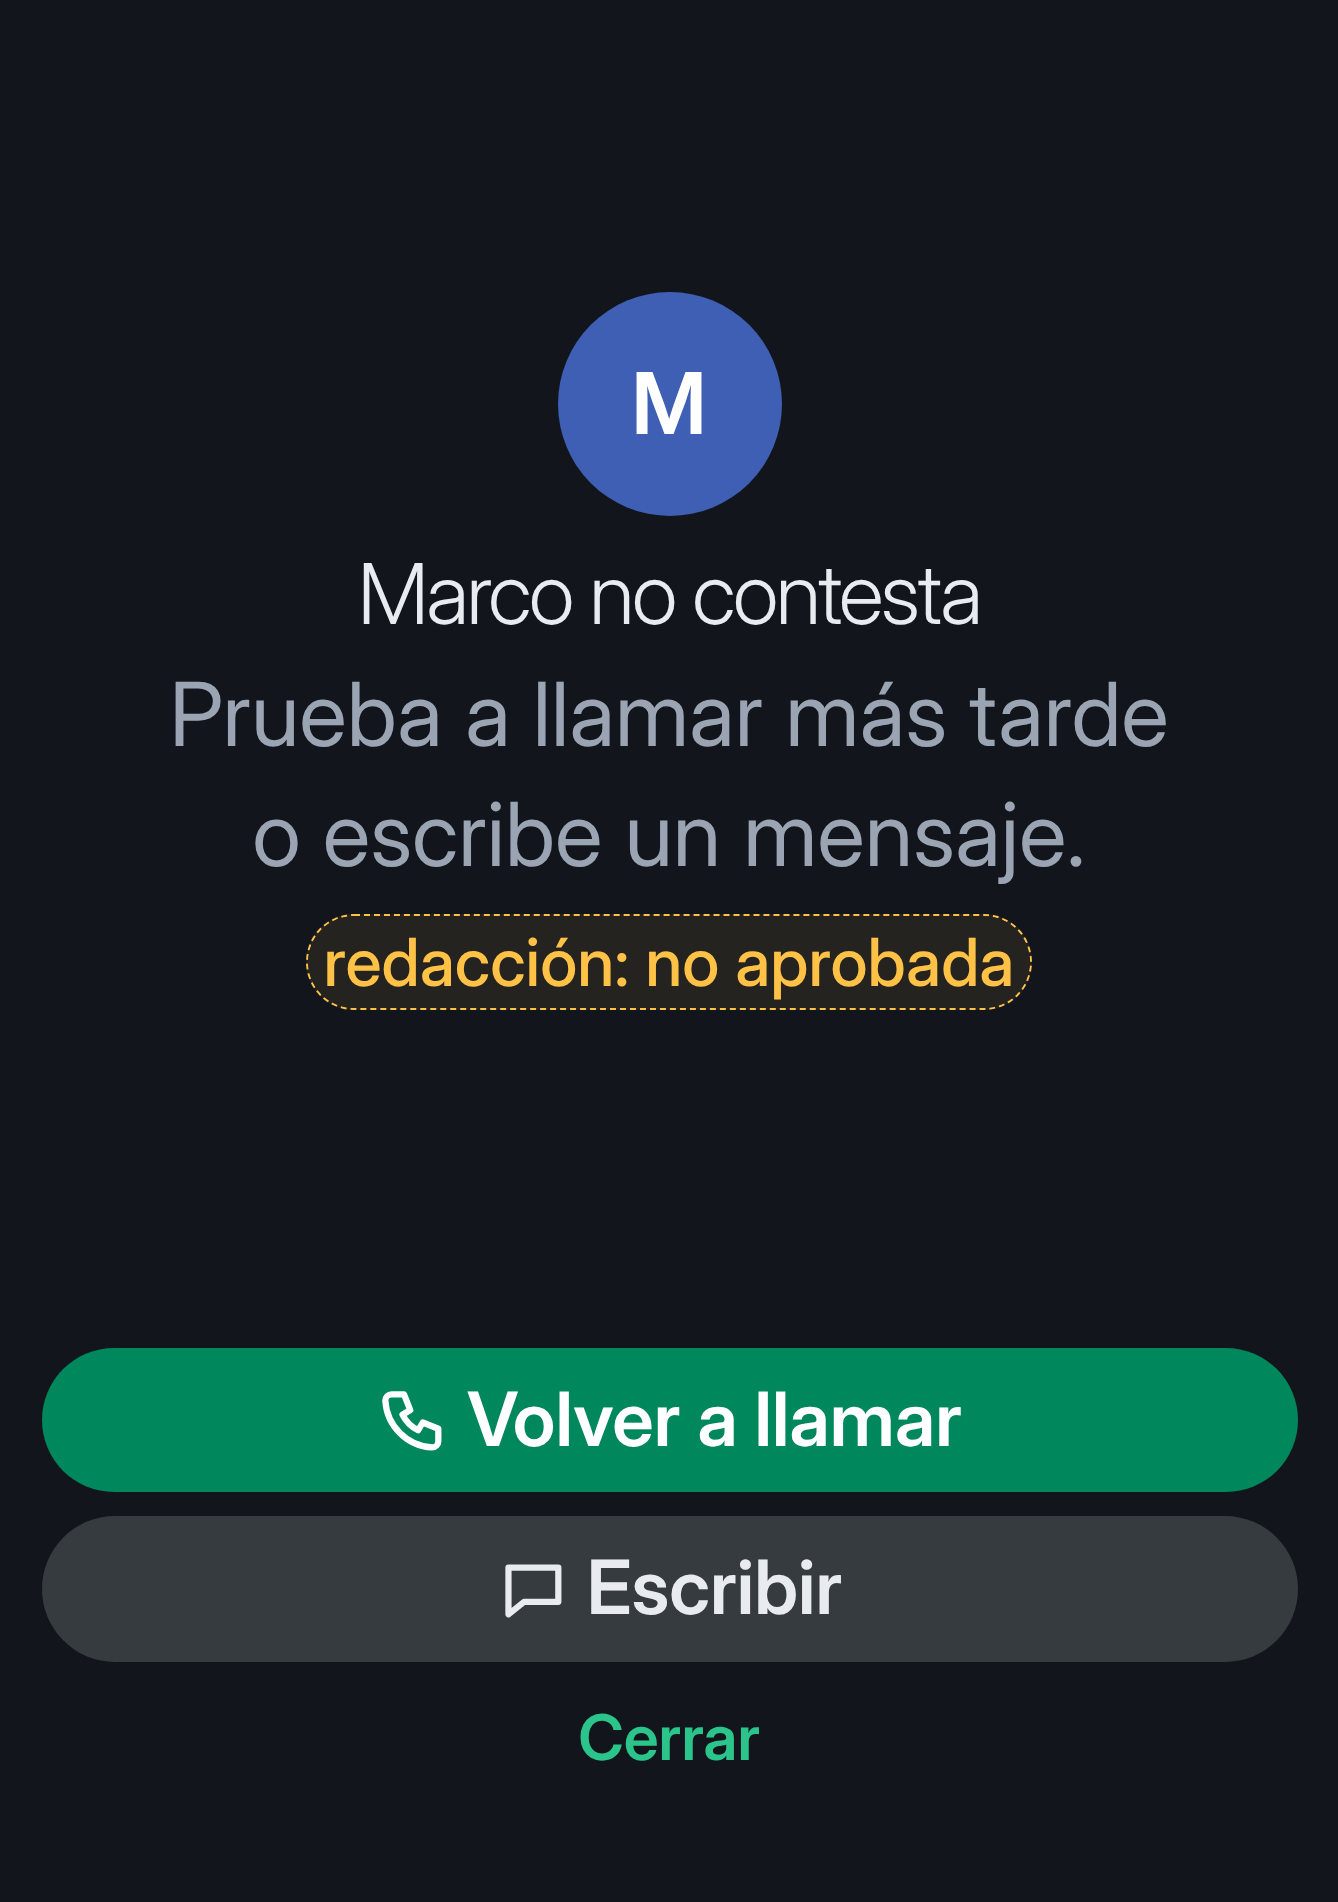 M
Marco no contesta
Prueba a llamar más tarde
o escribe un mensaje.
redacción: no aprobada
Volver a llamar
Escribir
Cerrar